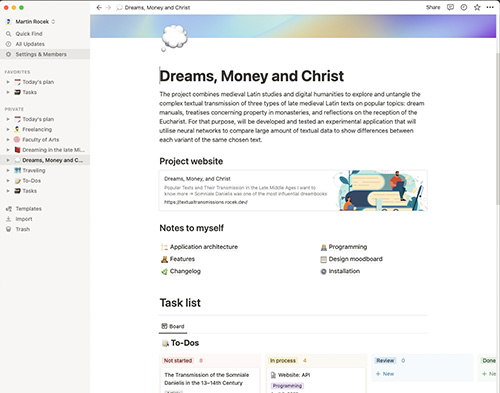 Martin Rocek
Dreams, Money and Christ
Share
Quick Find
All Updates
Settings & Members
FAVORITES
Today's plan
Tasks
PRIVATE
Today's plan
Freelancing
Faculty of Arts
Dreaming in the late Mi...
Dreams, Money and C...
Traveling
To-Dos
Tasks
Templates
Import
Trash
Dreams, Money and Christ
The project combines medieval Latin studies and digital humanities to explore and untangle the
complex textual transmission of three types of late medieval Latin texts on popular topics: dream
manuals, treatises concerning property in monasteries, and reflections on the reception of the
Eucharist. For that purpose, will be developed and tested an experimental application that will
utilise neural networks to compare large amount of textual data to show differences between
each variant of the same chosen text.
Project website
Dreams, Money and Christ
Popular Texts and Their Transmission in the Late Middle Ages I want to
know more » Somniale Danielis was one of the most influential dreambooks
https://textualtransmissions.rocek.dev/
Notes to myself
Application architecture
Programming
Features
Design moodboard
Changelog
Installation
Task list
Board
To-Dos
Not started 8
In process 4
Review 0
Done
The Transmission of the Somniale
Danielis in the 13–14th Century
Website: API
Programming
+ New
+ Ne